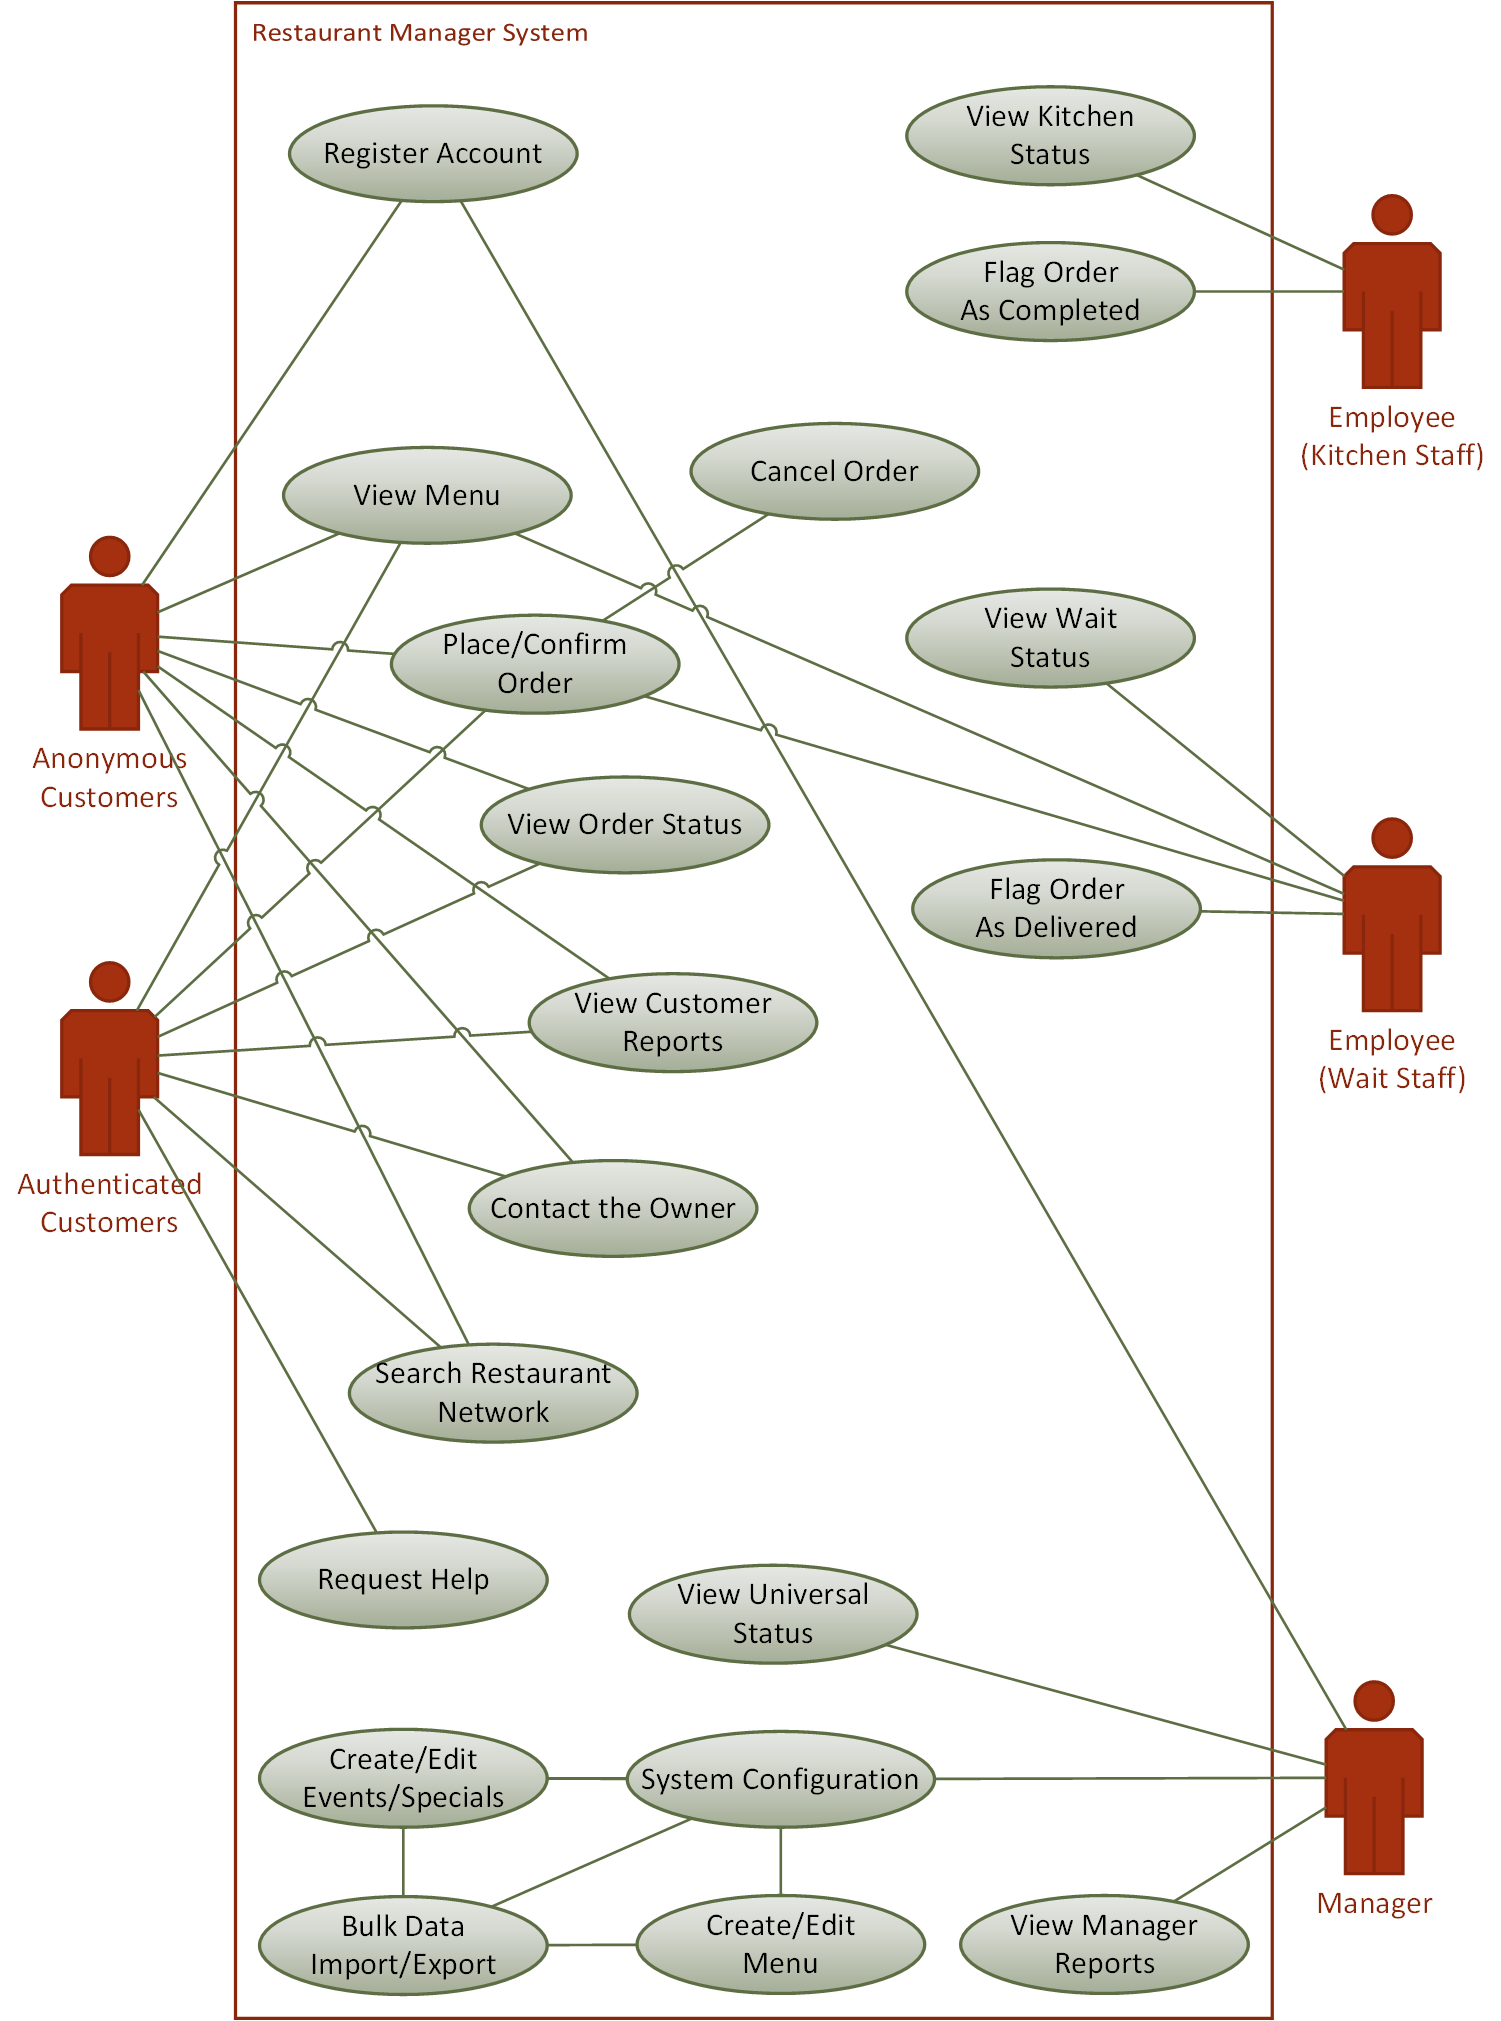 Restaurant Manager System
Register Account
View Kitchen
Status
Flag Order
As Completed
Employee
(Kitchen Staff)
Cancel Order
View Menu
Place/Confirm
Order
View Wait
Status
Anonymous
Customers
View Order Status
Flag Order
As Delivered
View Customer
Reports
Employee
(Wait Staff)
Authenticated
Customers
Contact the Owner
Search Restaurant
Network
Request Help
View Universal
Status
Create/Edit
Events/Specials
System Configuration
Manager
Bulk Data
Import/Export
Create/Edit
Menu
View Manager
Reports